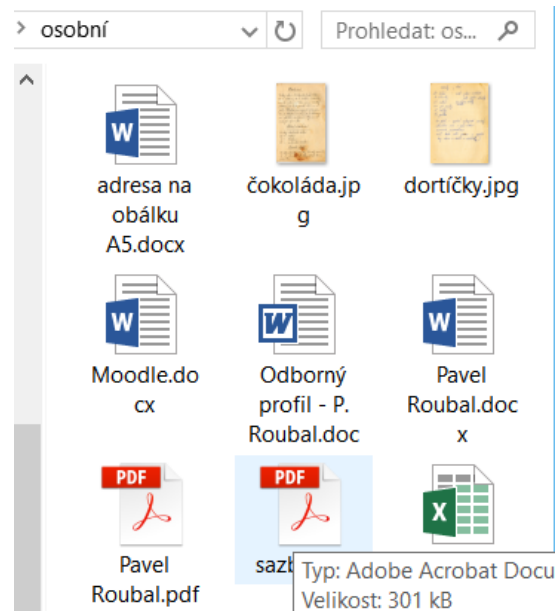 osobní
Prohledat: os...
adresa na
obálku
A5.docx
čokoláda.jp
g
dortíčky.jpg
Moodle.do
cx
Odborný
profil - P.
Roubal.doc
Pavel
Roubal.doc
x
PDF
Pavel
Roubal.pdf
PDF
Typ: Adobe Acrobat Docu
Velikost: 301 kB